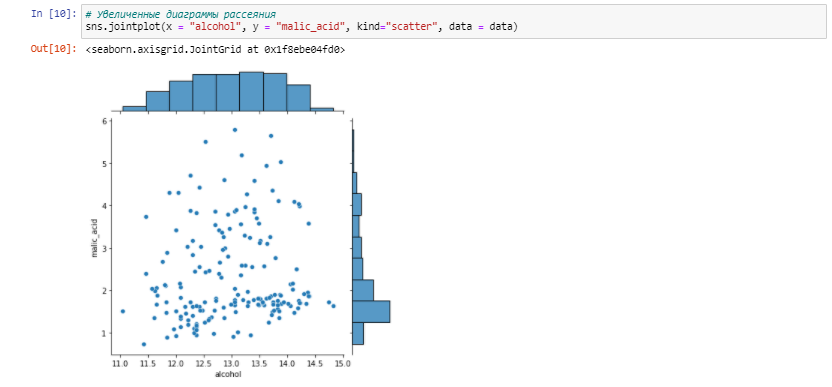 In [10]: # Увеличенные диаграммы рассеяния
sns.jointplot(x = "alcohol", y = "malic_acid", kind="scatter", data = data)
Out[10]: <seaborn.axisgrid.JointGrid at 0x1f8ebe04fd0>
6
5
4
3
2
1
malic_acid
11.0 11.5 12.0 12.5 13.0 13.5 14.0 14.5 15.0
alcohol